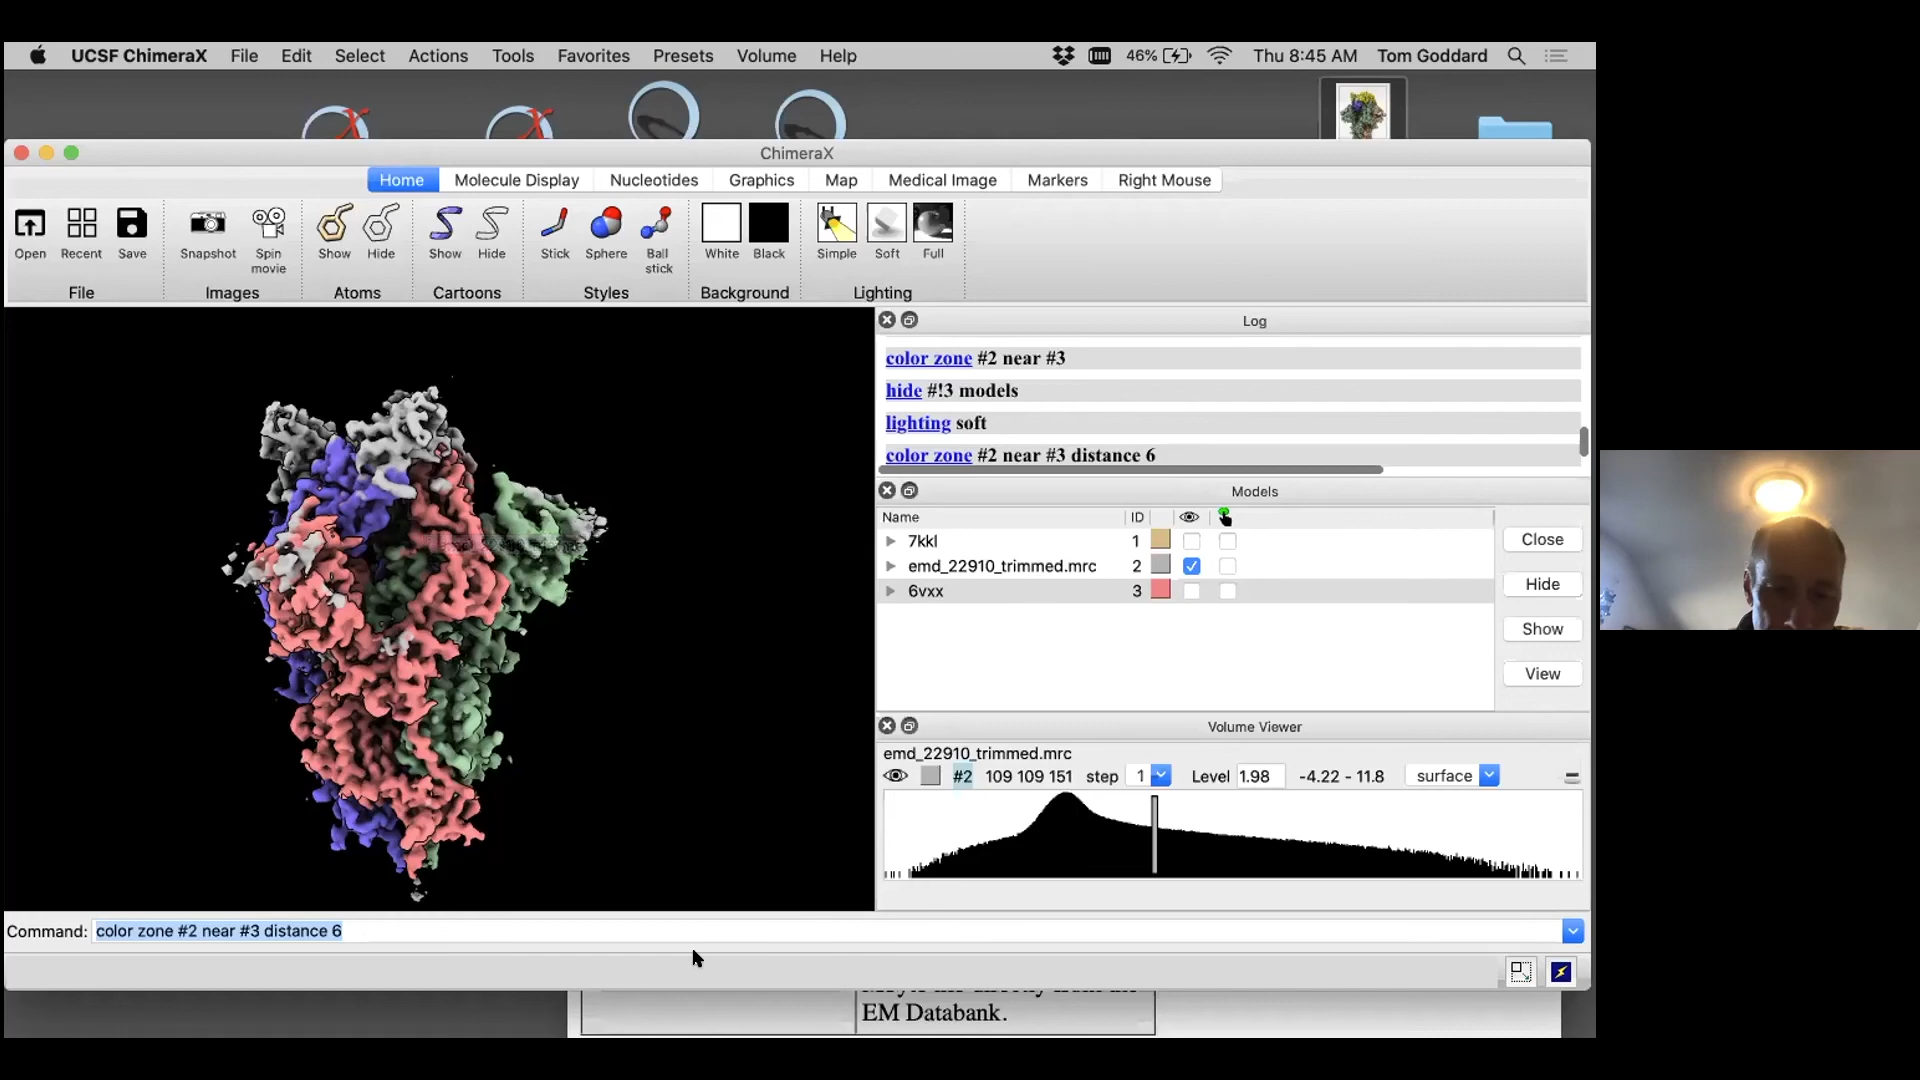 UCSF ChimeraX File Edit Select Actions Tools Favorites Presets Volume Help 46% Thu 8:45 AM Tom Goddard
ChimeraX
Home Molecule Display Nucleotides Graphics Map Medical Image Markers Right Mouse
Open Recent Save Snapshot Spin movie Show Hide Show Hide Stick Sphere Ball stick White Black Simple Soft Full
File Images Atoms Cartoons Styles Background Lighting
Log
color zone #2 near #3
hide #!3 models
lighting soft
color zone #2 near #3 distance 6
Models
Name ID
7kkl 1
emd_22910_trimmed.mrc 2
6vxx 3
Close
Hide
Show
View
Volume Viewer
emd_22910_trimmed.mrc
#2 109 109 151 step 1 Level 1.98 -4.22 - 11.8 surface
Command: color zone #2 near #3 distance 6
EM Databank.